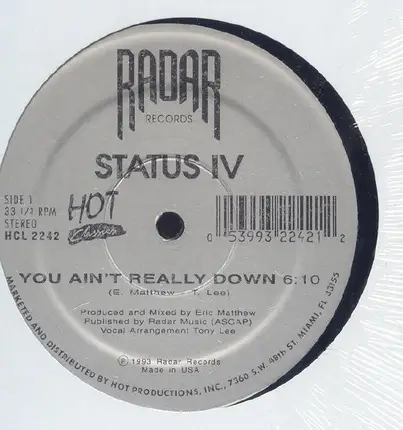 RADAR
RECORDS
STATUS IV
SIDE 1
33 1/3 RPM
STEREO
HCL 2242
HOT
Classics
0 53993 22421 2
YOU AIN'T REALLY DOWN 6:10
(E. Matthew - T. Lee)
Produced and Mixed by Eric Matthew
Published by Radar Music (ASCAP)
Vocal Arrangement Tony Lee
℗ 1993 Radar Records
Made in USA
MARKETED AND DISTRIBUTED BY HOT PRODUCTIONS, INC., 7360 S.W. 48th ST. MIAMI, FL 33155